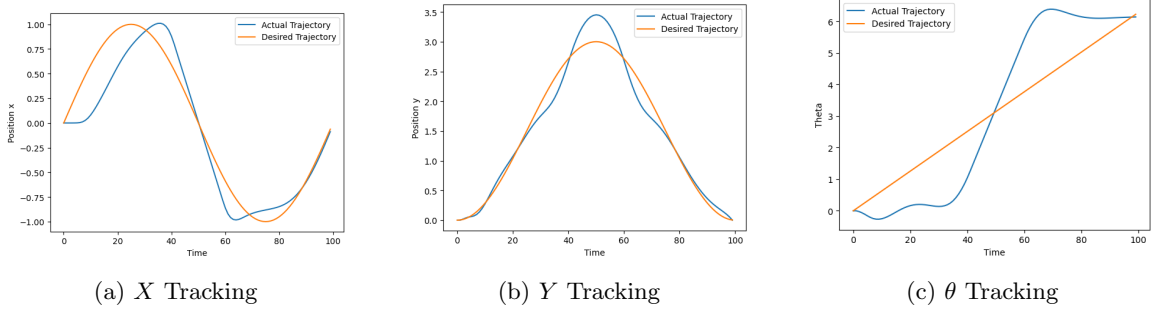 1.00
0.75
0.50
0.25
0.00
−0.25
−0.50
−0.75
−1.00
Position x
0 20 40 60 80 100
Time
Actual Trajectory
Desired Trajectory
(a) X Tracking
3.5
3.0
2.5
2.0
1.5
1.0
0.5
0.0
Position y
0 20 40 60 80 100
Time
Actual Trajectory
Desired Trajectory
(b) Y Tracking
6
5
4
3
2
1
0
Theta
0 20 40 60 80 100
Time
Actual Trajectory
Desired Trajectory
(c) θ Tracking